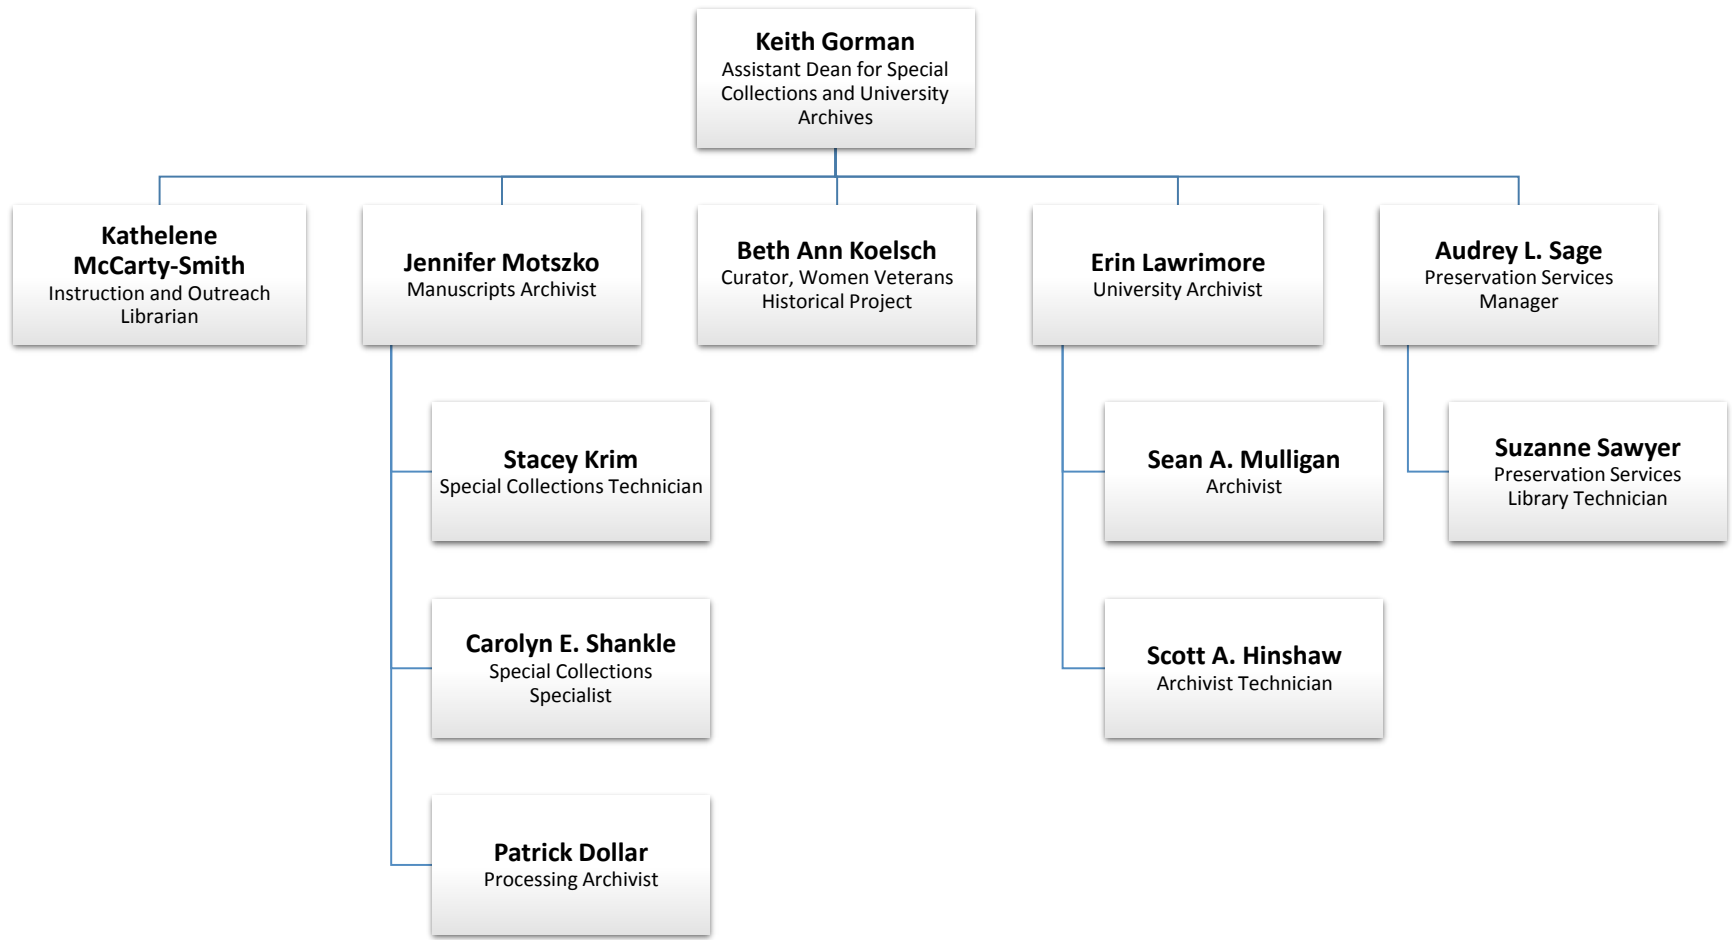 Keith Gorman
Assistant Dean for Special
Collections and University
Archives
Kathelene
McCarty-Smith
Instruction and Outreach
Librarian
Jennifer Motszko
Manuscripts Archivist
Beth Ann Koelsch
Curator, Women Veterans
Historical Project
Erin Lawrimore
University Archivist
Audrey L. Sage
Preservation Services
Manager
Stacey Krim
Special Collections Technician
Sean A. Mulligan
Archivist
Suzanne Sawyer
Preservation Services
Library Technician
Carolyn E. Shankle
Special Collections
Specialist
Scott A. Hinshaw
Archivist Technician
Patrick Dollar
Processing Archivist